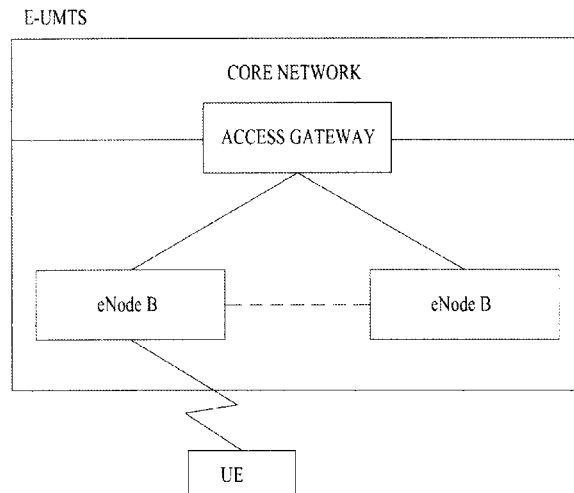 E-UMTS
CORE NETWORK
ACCESS GATEWAY
eNode B
eNode B
UE